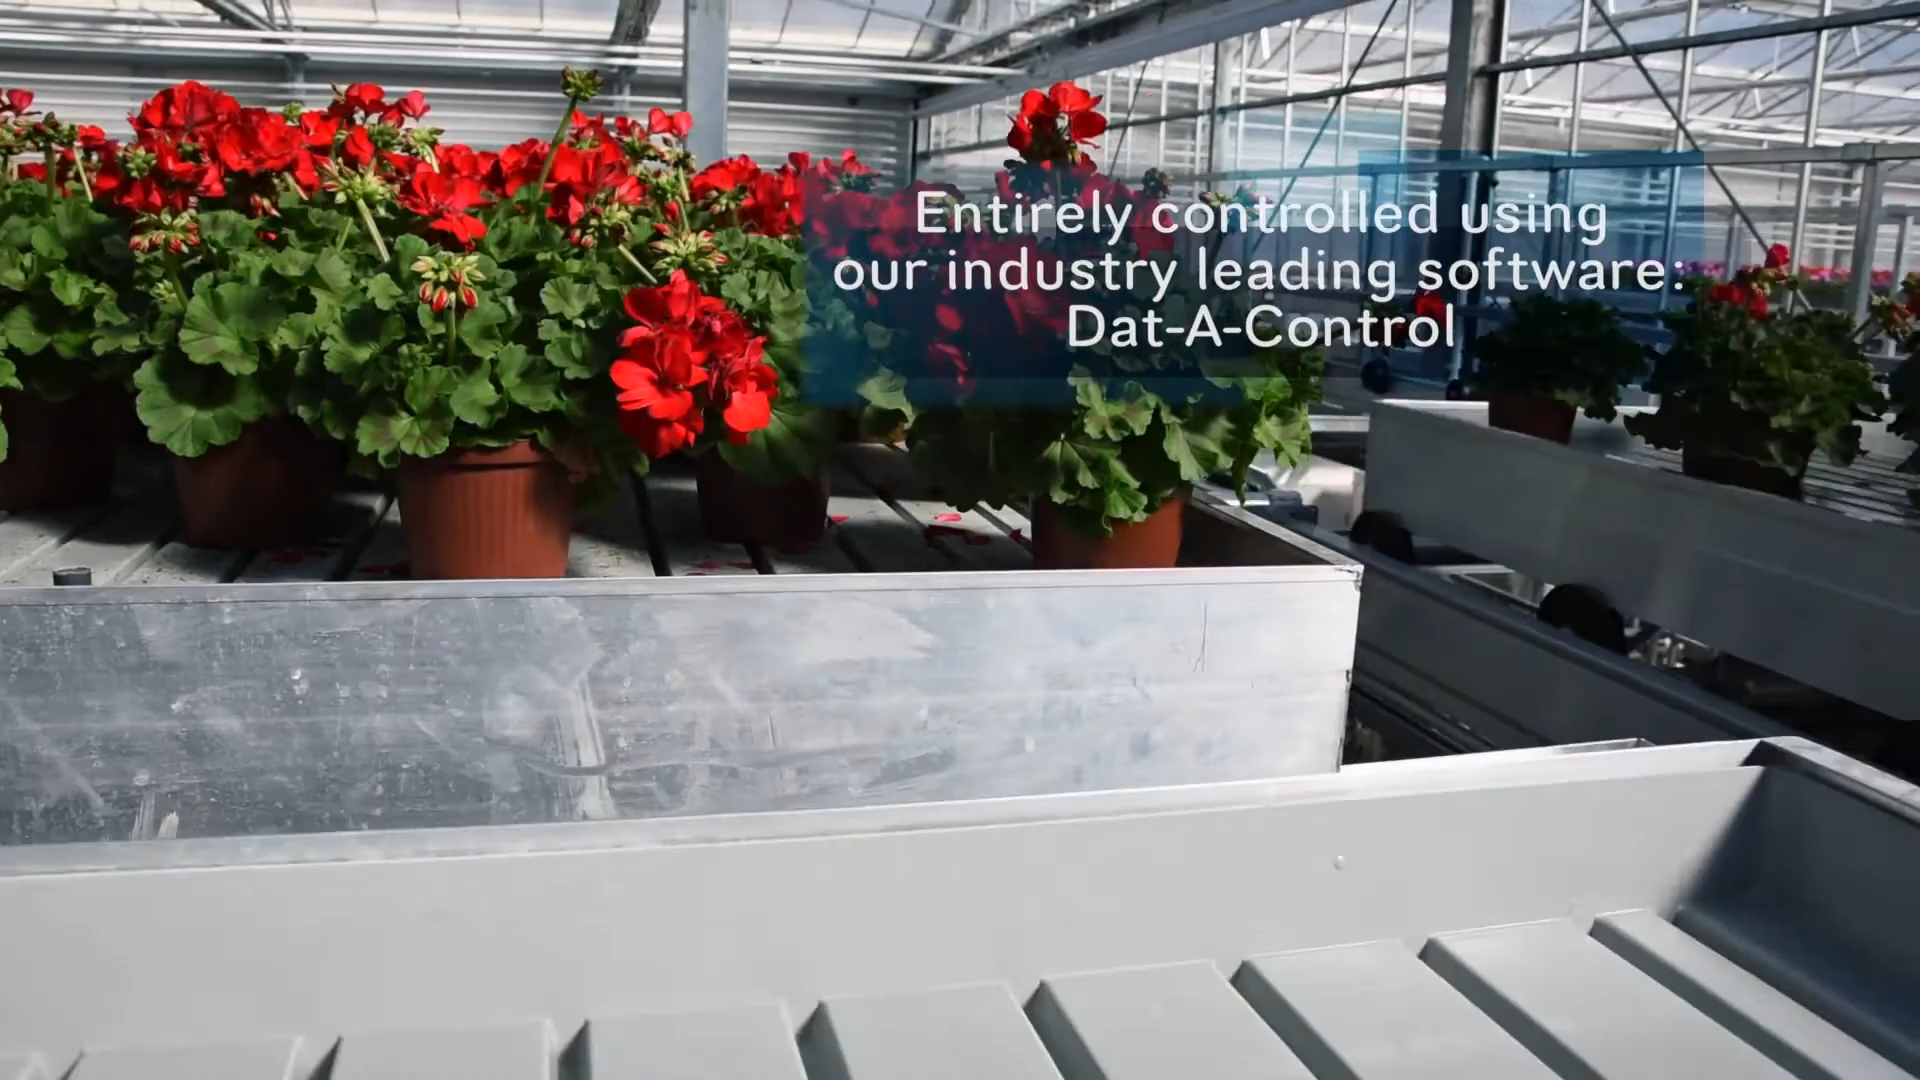 Entirely controlled using
our industry leading software:
Dat-A-Control